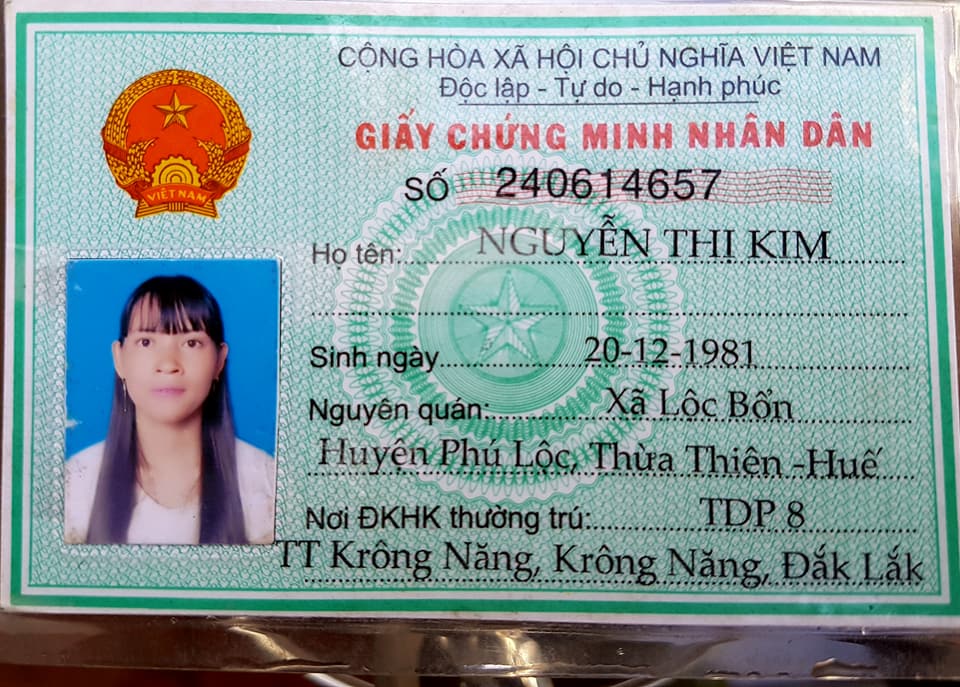 CỘNG HÒA XÃ HỘI CHỦ NGHĨA VIỆT NAM
Độc lập - Tự do - Hạnh phúc
GIẤY CHỨNG MINH NHÂN DÂN
SỐ 240614657
VIỆT NAM
Họ tên: NGUYỄN THỊ KIM
Sinh ngày 20-12-1981
Nguyên quán: Xã Lộc Bổn
Huyện Phú Lộc, Thừa Thiên -Huế
Nơi ĐKHK thường trú: TDP 8
TT Krông Năng, Krông Năng, Đắk Lắk